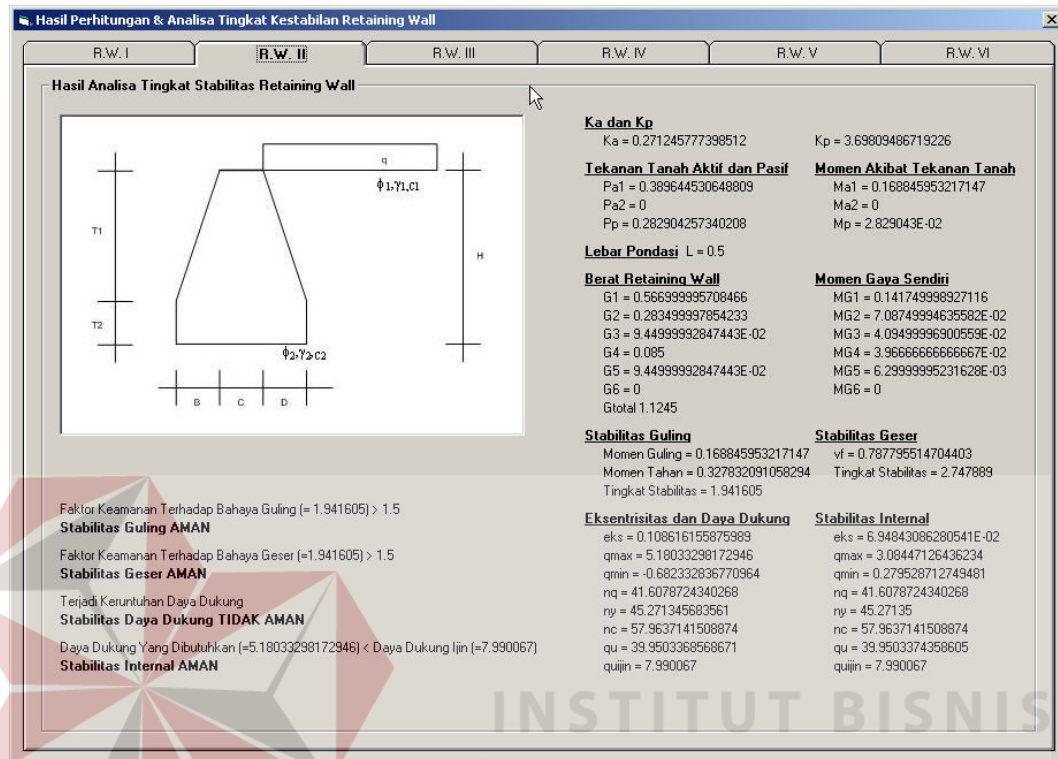 Hasil Perhitungan & Analisa Tingkat Kestabilan Retaining Wall
R.W. I
R.W. II
R.W. III
R.W. IV
R.W. V
R.W. VI
Hasil Analisa Tingkat Stabilitas Retaining Wall
q
ϕ1,γ1,C1
T1
H
T2
ϕ2,γ2,C2
B
C
D
Ka dan Kp
Ka = 0.271245777398512 Kp = 3.69809486719226
Tekanan Tanah Aktif dan Pasif Momen Akibat Tekanan Tanah
Pa1 = 0.389644530648809 Ma1 = 0.168845953217147
Pa2 = 0 Ma2 = 0
Pp = 0.282904257340208 Mp = 2.829043E-02
Lebar Pondasi L = 0.5
Berat Retaining Wall Momen Gaya Sendiri
G1 = 0.566999995708466 MG1 = 0.141749998927116
G2 = 0.283499997854233 MG2 = 7.08749994635582E-02
G3 = 9.44999992847443E-02 MG3 = 4.09499996900559E-02
G4 = 0.085 MG4 = 3.96666666666667E-02
G5 = 9.44999992847443E-02 MG5 = 6.29999995231628E-03
G6 = 0 MG6 = 0
Gtotal 1.1245
Stabilitas Guling Stabilitas Geser
Momen Guling = 0.168845953217147 vf = 0.787795514704403
Momen Tahan = 0.327832091058294 Tingkat Stabilitas = 2.747889
Tingkat Stabilitas = 1.941605
Eksentrisitas dan Daya Dukung Stabilitas Internal
eks = 0.108616155875989 eks = 6.94843086280541E-02
qmax = 5.18033298172946 qmax = 3.08447126436234
qmin = -0.682332836770964 qmin = 0.279528712749481
nq = 41.6078724340268 nq = 41.6078724340268
ny = 45.271345683561 ny = 45.27135
nc = 57.9637141508874 nc = 57.9637141508874
qu = 39.9503368568671 qu = 39.9503374358605
quijin = 7.990067 quijin = 7.990067
Faktor Keamanan Terhadap Bahaya Guling (= 1.941605) > 1.5
Stabilitas Guling AMAN
Faktor Keamanan Terhadap Bahaya Geser (=1.941605) > 1.5
Stabilitas Geser AMAN
Terjadi Keruntuhan Daya Dukung
Stabilitas Daya Dukung TIDAK AMAN
Daya Dukung Yang Dibutuhkan (=5.18033298172946) < Daya Dukung Ijin (=7.990067)
Stabilitas Internal AMAN
INSTITUT BISNIS